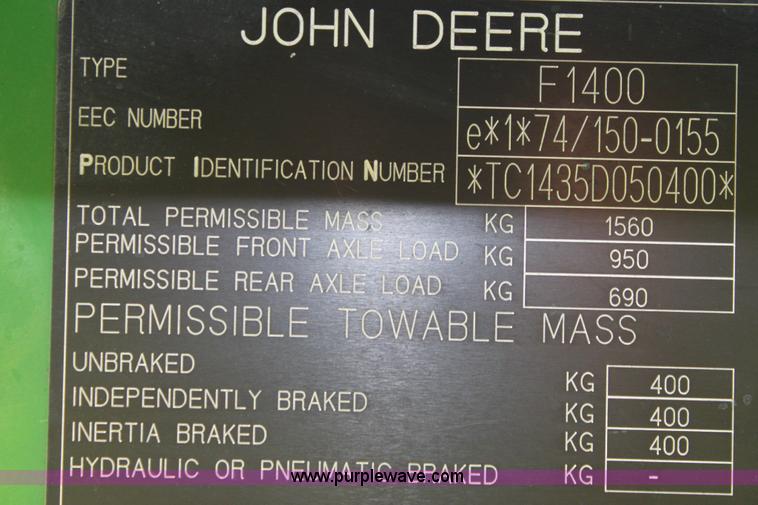 JOHN DEERE
TYPE F1400
EEC NUMBER e*1*74/150-0155
PRODUCT IDENTIFICATION NUMBER *TC1435D050400*
TOTAL PERMISSIBLE MASS KG 1560
PERMISSIBLE FRONT AXLE LOAD KG 950
PERMISSIBLE REAR AXLE LOAD KG 690
PERMISSIBLE TOWABLE MASS
UNBRAKED KG 400
INDEPENDENTLY BRAKED KG 400
INERTIA BRAKED KG 400
HYDRAULIC OR PNEUMATIC BRAKED KG -
www.purplewave.com